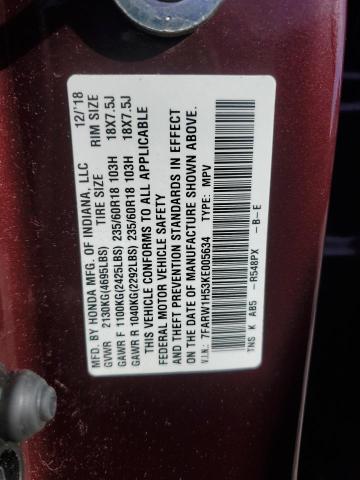 MFD. BY HONDA MFG. OF INDIANA, LLC 12/'18
TIRE SIZE RIM SIZE
GVWR 2130KG(4695LBS)
GAWR F 1100KG(2425LBS) 235/60R18 103H 18X7.5J
GAWR R 1040KG(2292LBS) 235/60R18 103H 18X7.5J
THIS VEHICLE CONFORMS TO ALL APPLICABLE
FEDERAL MOTOR VEHICLE SAFETY
AND THEFT PREVENTION STANDARDS IN EFFECT
ON THE DATE OF MANUFACTURE SHOWN ABOVE.
V.I.N.: 7FARW1H53KE005634 TYPE: MPV
TNS K AB5 -R548PX -B-E